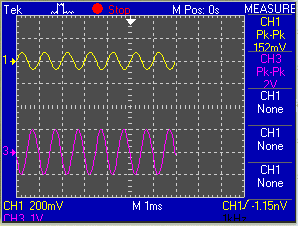 Tek Stop M Pos: 0s MEASURE
CH1
Pk-Pk
152mV
CH3
Pk-Pk
2V
CH1
None
CH1
None
CH1
None
1
3
CH1 200mV M 1ms CH1 -1.15mV
CH3 1V